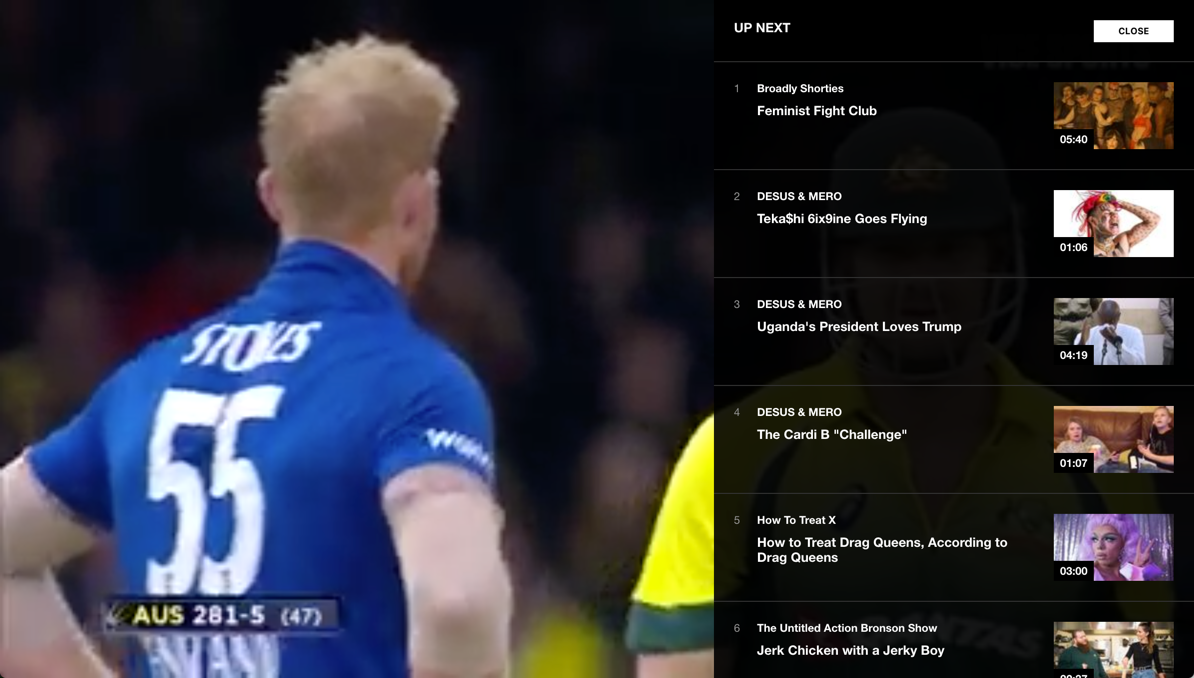 STOKES
55
AUS 281-5 (47)
UP NEXT
CLOSE
1
Broadly Shorties
Feminist Fight Club
05:40
2
DESUS & MERO
Teka$hi 6ix9ine Goes Flying
01:06
3
DESUS & MERO
Uganda's President Loves Trump
04:19
4
DESUS & MERO
The Cardi B "Challenge"
01:07
5
How To Treat X
How to Treat Drag Queens, According to
Drag Queens
03:00
6
The Untitled Action Bronson Show
Jerk Chicken with a Jerky Boy